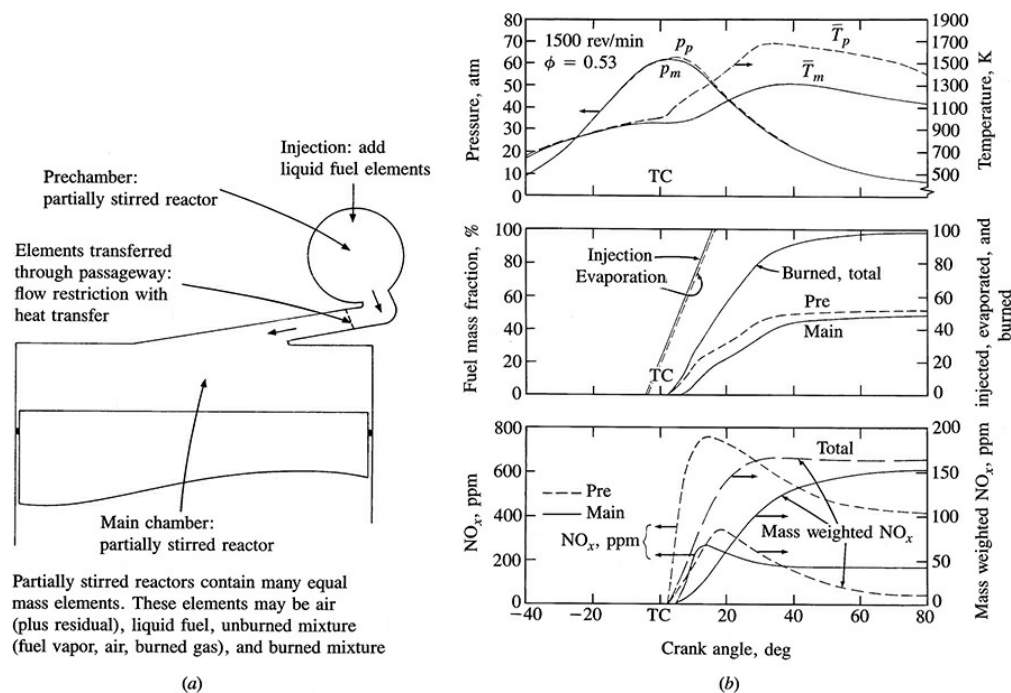 Injection: add
liquid fuel elements
Prechamber:
partially stirred reactor
Elements transferred
through passageway:
flow restriction with
heat transfer
Main chamber:
partially stirred reactor
Partially stirred reactors contain many equal
mass elements. These elements may be air
(plus residual), liquid fuel, unburned mixture
(fuel vapor, air, burned gas), and burned mixture
(a)
Pressure, atm
80
70
60
50
40
30
20
10
0
1500 rev/min
ϕ = 0.53
p_p
p_m
T̅_p
T̅_m
TC
1900
1700
1500
1300
1100
900
700
500
Temperature, K
Fuel mass fraction, %
100
80
60
40
20
0
Injection
Evaporation
Burned, total
Pre
Main
TC
100
80
60
40
20
0
injected, evaporated, and
burned
NOₓ, ppm
800
600
400
200
0
Pre
Main
NOₓ, ppm
Total
Mass weighted NOₓ
200
150
100
50
0
Mass weighted NOₓ, ppm
−40
−20
TC
20
40
60
80
Crank angle, deg
(b)